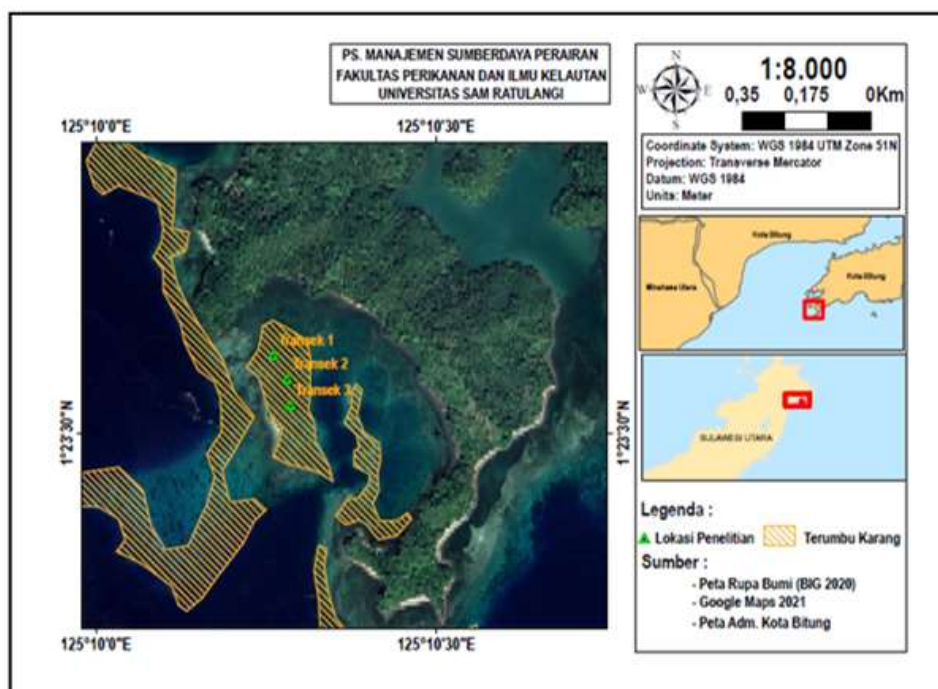 PS. MANAJEMEN SUMBERDAYA PERAIRAN
FAKULTAS PERIKANAN DAN ILMU KELAUTAN
UNIVERSITAS SAM RATULANGI
125°10'0"E
125°10'30"E
Transek 1
Transek 2
Transek 3
1°23'30"N
1°23'30"N
125°10'0"E
125°10'30"E
N
W
E
S
1:8.000
0,35 0,175 0Km
Coordinate System: WGS 1984 UTM Zone 51N
Projection: Transverse Mercator
Datum: WGS 1984
Units: Meter
Kota Bitung
Kota Bitung
Minahasa Utara
SULAWESI UTARA
Legenda :
Lokasi Penelitian
Terumbu Karang
Sumber :
- Peta Rupa Bumi (BIG 2020)
- Google Maps 2021
- Peta Adm. Kota Bitung